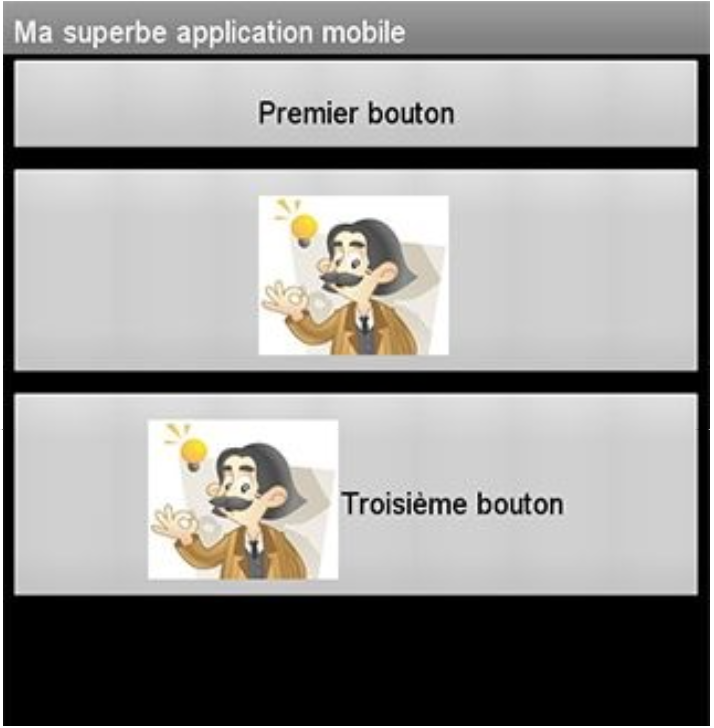 Ma superbe application mobile
Premier bouton
Troisième bouton